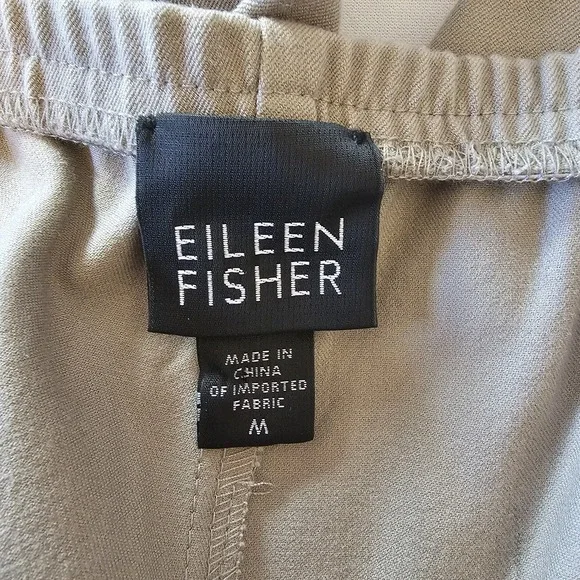 EILEEN
FISHER
MADE IN
CHINA
OF IMPORTED
FABRIC
M